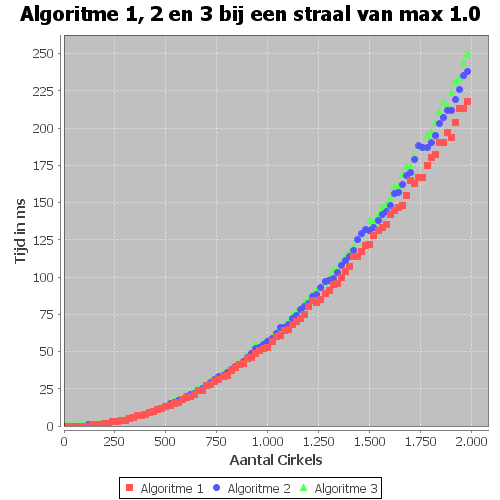 Algoritme 1, 2 en 3 bij een straal van max 1.0
250
225
200
175
150
125
100
75
50
25
0
Tijd in ms
0 250 500 750 1.000 1.250 1.500 1.750 2.000
Aantal Cirkels
Algoritme 1 Algoritme 2 Algoritme 3